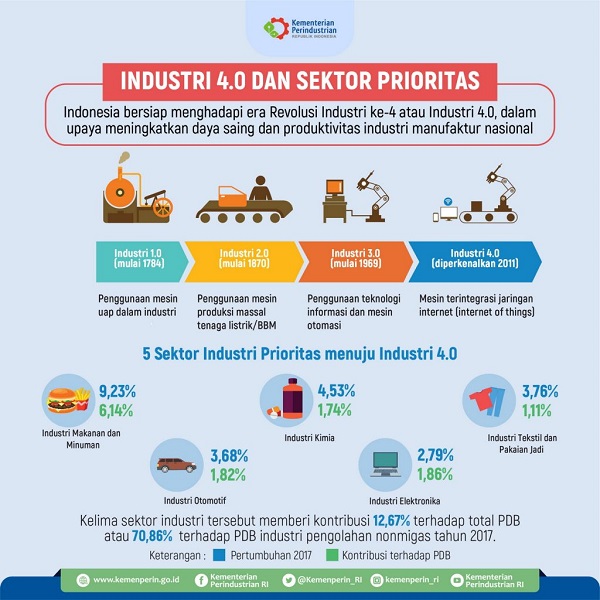 Kementerian
Perindustrian
REPUBLIK INDONESIA
INDUSTRI 4.0 DAN SEKTOR PRIORITAS
Indonesia bersiap menghadapi era Revolusi Industri ke-4 atau Industri 4.0, dalam
upaya meningkatkan daya saing dan produktivitas industri manufaktur nasional
Industri 1.0
(mulai 1784)
Industri 2.0
(mulai 1870)
Industri 3.0
(mulai 1969)
Industri 4.0
(diperkenalkan 2011)
Penggunaan mesin
uap dalam industri
Penggunaan mesin
produksi massal
tenaga listrik/BBM
Penggunaan teknologi
informasi dan mesin
otomasi
Mesin terintegrasi jaringan
internet (internet of things)
5 Sektor Industri Prioritas menuju Industri 4.0
9,23%
6,14%
Industri Makanan dan
Minuman
4,53%
1,74%
Industri Kimia
3,76%
1,11%
Industri Tekstil dan
Pakaian Jadi
3,68%
1,82%
Industri Otomotif
2,79%
1,86%
Industri Elektronika
Kelima sektor industri tersebut memberi kontribusi 12,67% terhadap total PDB
atau 70,86% terhadap PDB industri pengolahan nonmigas tahun 2017.
Keterangan : Pertumbuhan 2017 Kontribusi terhadap PDB
www.kemenperin.go.id
Kementerian
Perindustrian RI
@Kemenperin_RI
kemenperin_ri
Kementerian
Perindustrian RI